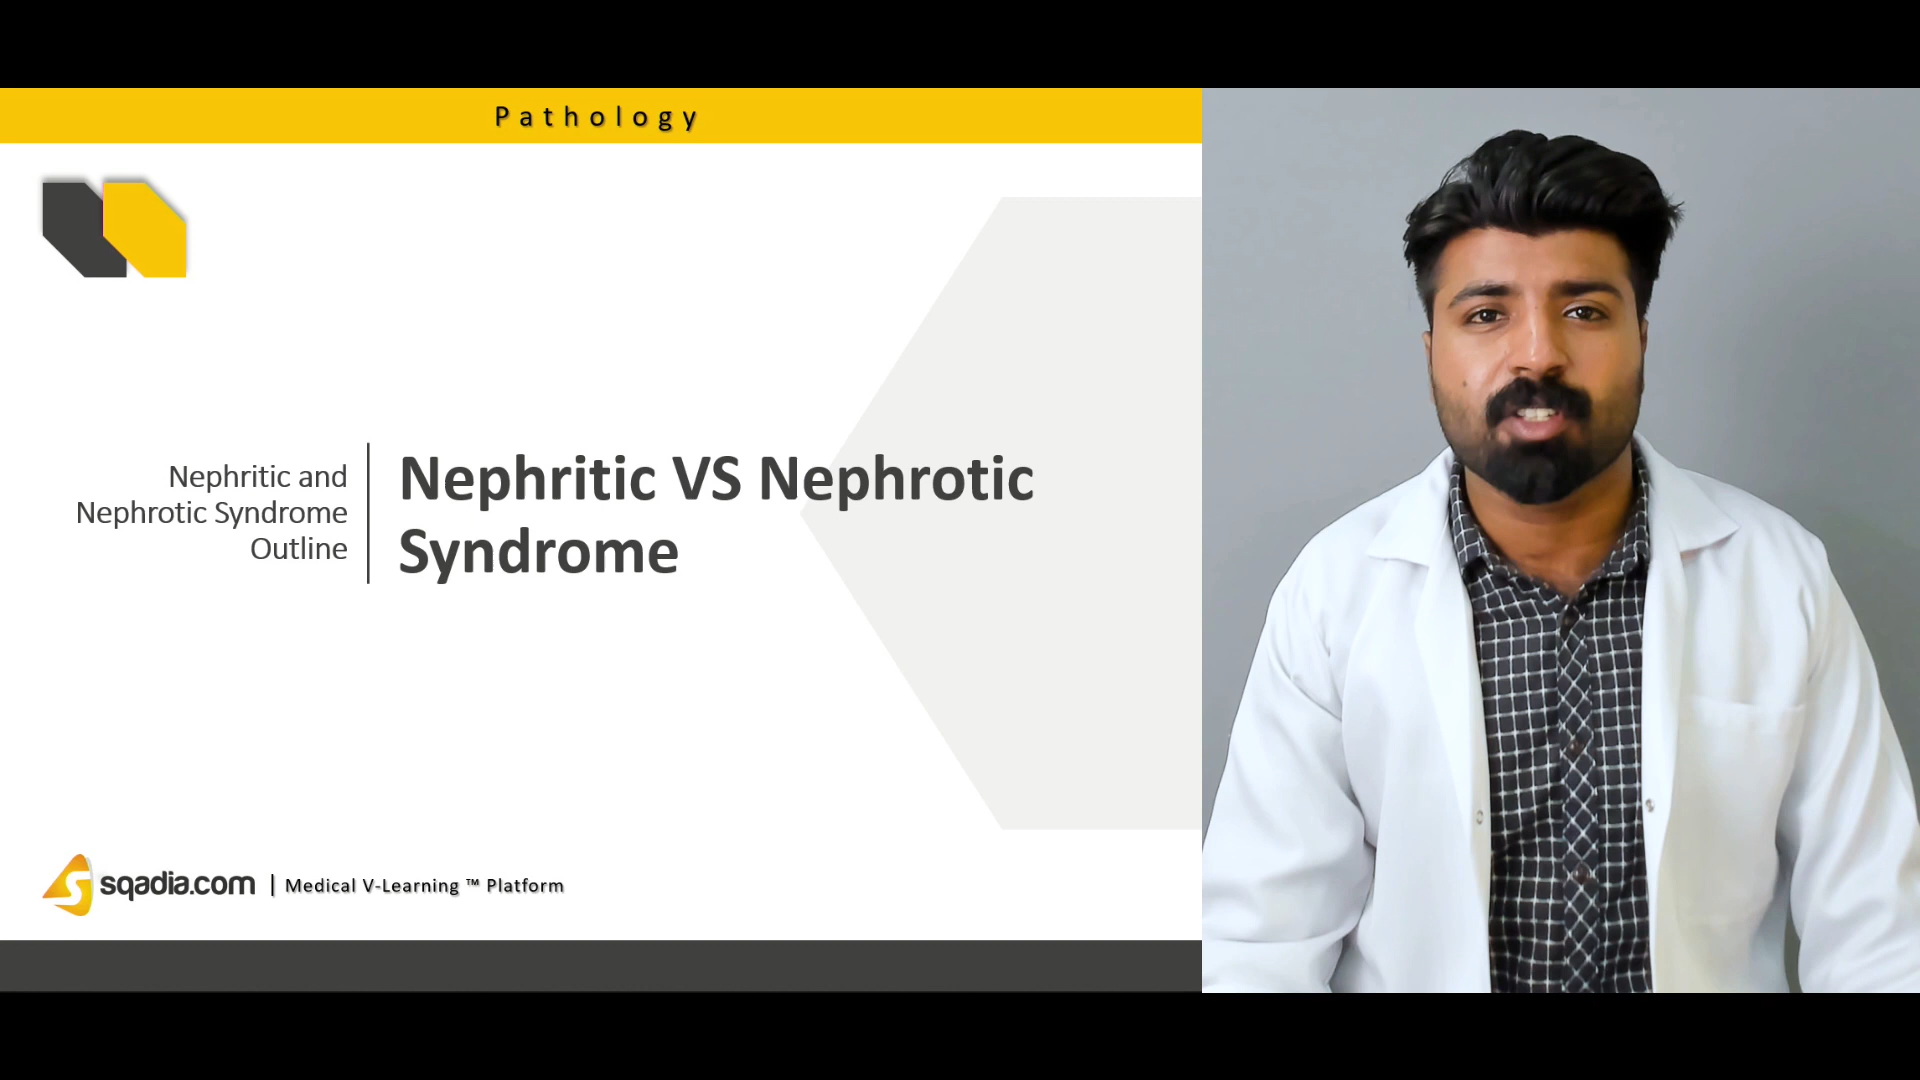 Pathology
Nephritic and
Nephrotic Syndrome
Outline
Nephritic VS Nephrotic
Syndrome
sqadia.com | Medical V-Learning ™ Platform